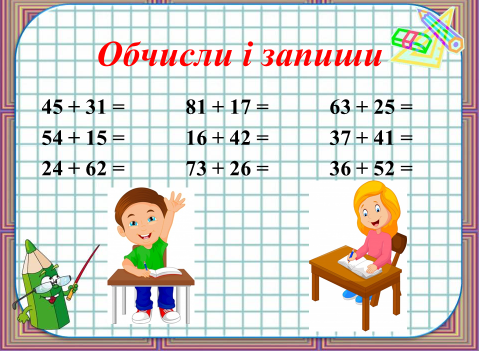 Обчисли і запиши
45 + 31 = 81 + 17 = 63 + 25 =
54 + 15 = 16 + 42 = 37 + 41 =
24 + 62 = 73 + 26 = 36 + 52 =